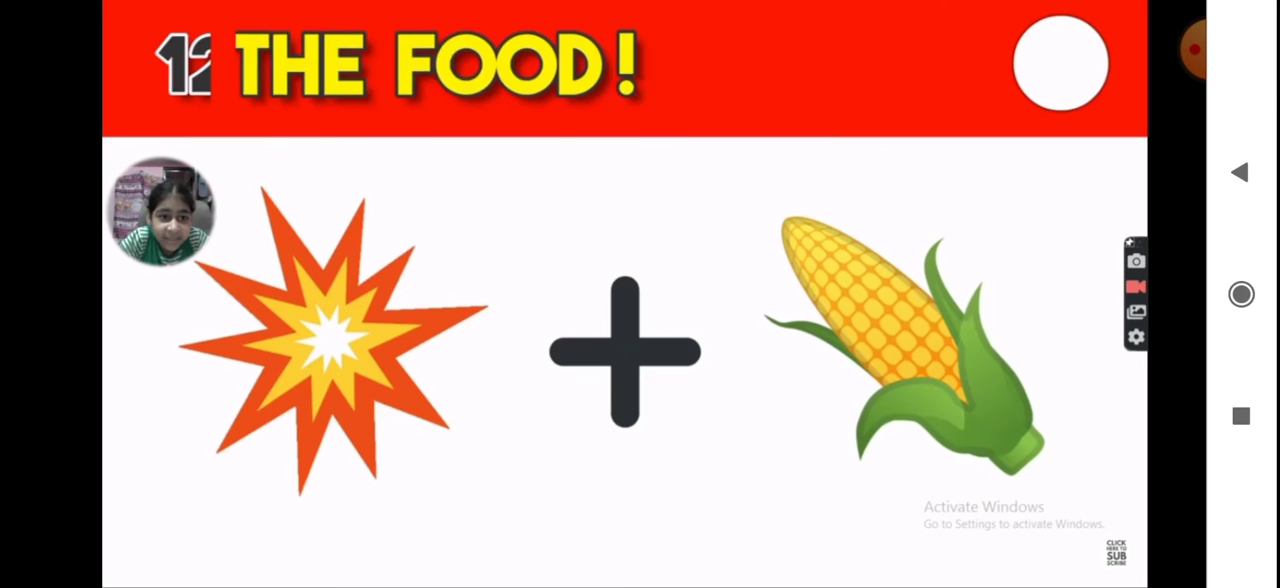 12 THE FOOD!
Activate Windows
Go to Settings to activate Windows.
CLICK
HERE TO
SUB
SCRIBE